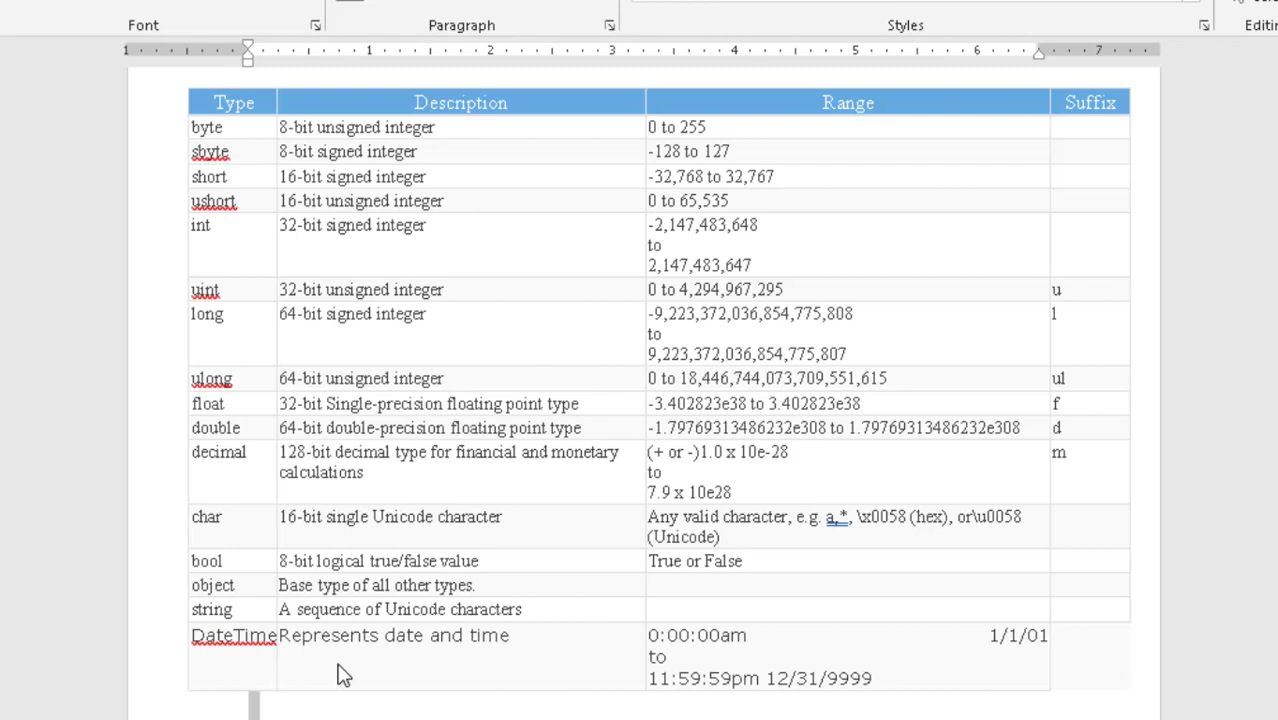 Font Paragraph Styles Editin
1 1 2 3 4 5 6 7
Type Description Range Suffix
byte 8-bit unsigned integer 0 to 255
sbyte 8-bit signed integer -128 to 127
short 16-bit signed integer -32,768 to 32,767
ushort 16-bit unsigned integer 0 to 65,535
int 32-bit signed integer -2,147,483,648
to
2,147,483,647
uint 32-bit unsigned integer 0 to 4,294,967,295 u
long 64-bit signed integer -9,223,372,036,854,775,808 l
to
9,223,372,036,854,775,807
ulong 64-bit unsigned integer 0 to 18,446,744,073,709,551,615 ul
float 32-bit Single-precision floating point type -3.402823e38 to 3.402823e38 f
double 64-bit double-precision floating point type -1.79769313486232e308 to 1.79769313486232e308 d
decimal 128-bit decimal type for financial and monetary (+ or -)1.0 x 10e-28 m
calculations to
7.9 x 10e28
char 16-bit single Unicode character Any valid character, e.g. a,*, \x0058 (hex), or\u0058
(Unicode)
bool 8-bit logical true/false value True or False
object Base type of all other types.
string A sequence of Unicode characters
DateTime Represents date and time 0:00:00am 1/1/01
to
11:59:59pm 12/31/9999